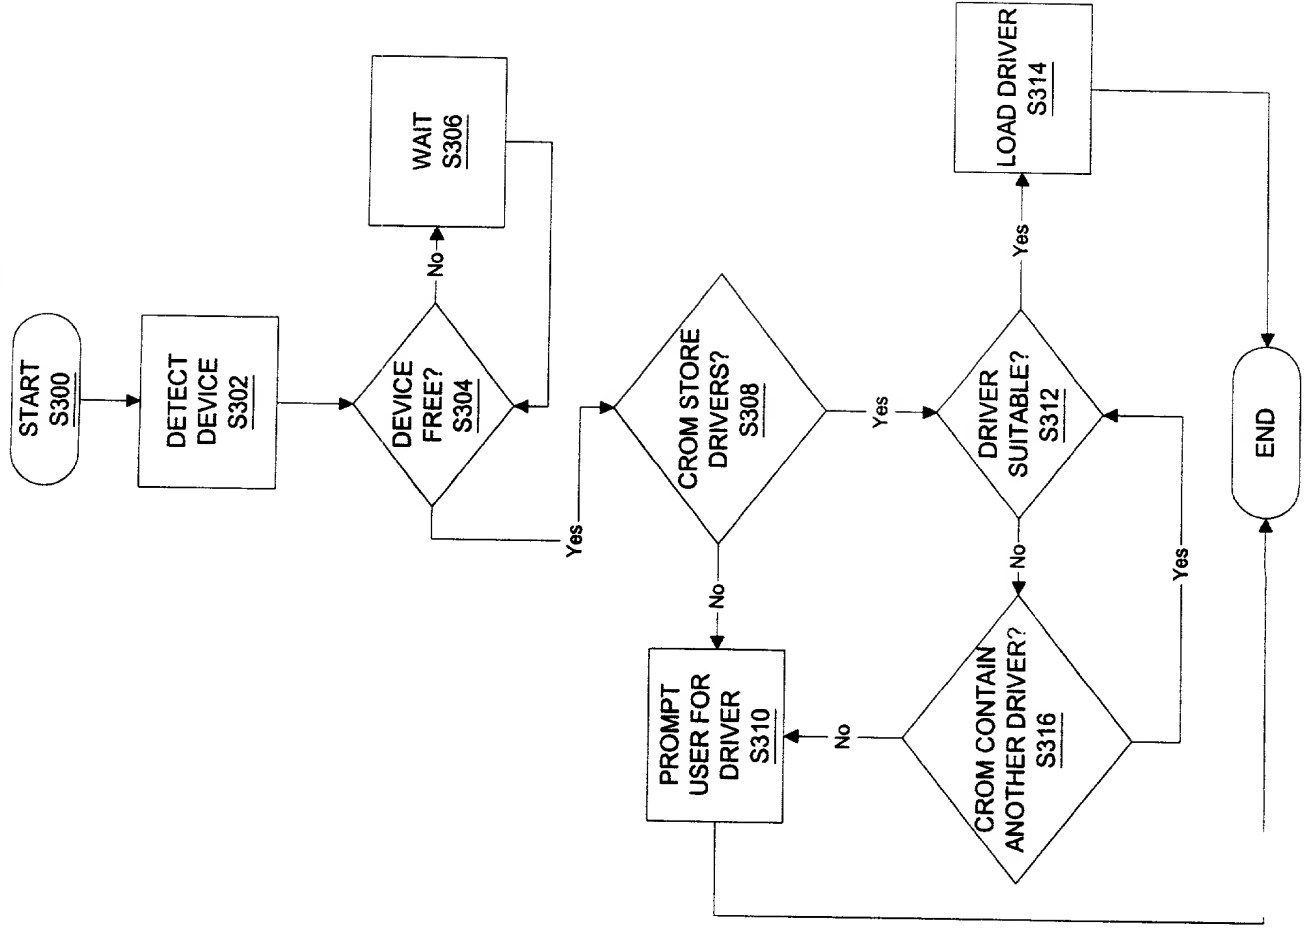 START
S300
DETECT
DEVICE
S302
DEVICE
FREE?
S304
No
WAIT
S306
Yes
CROM STORE
DRIVERS?
S308
No
PROMPT
USER FOR
DRIVER
S310
Yes
DRIVER
SUITABLE?
S312
Yes
LOAD DRIVER
S314
No
CROM CONTAIN
ANOTHER DRIVER?
S316
No
Yes
END